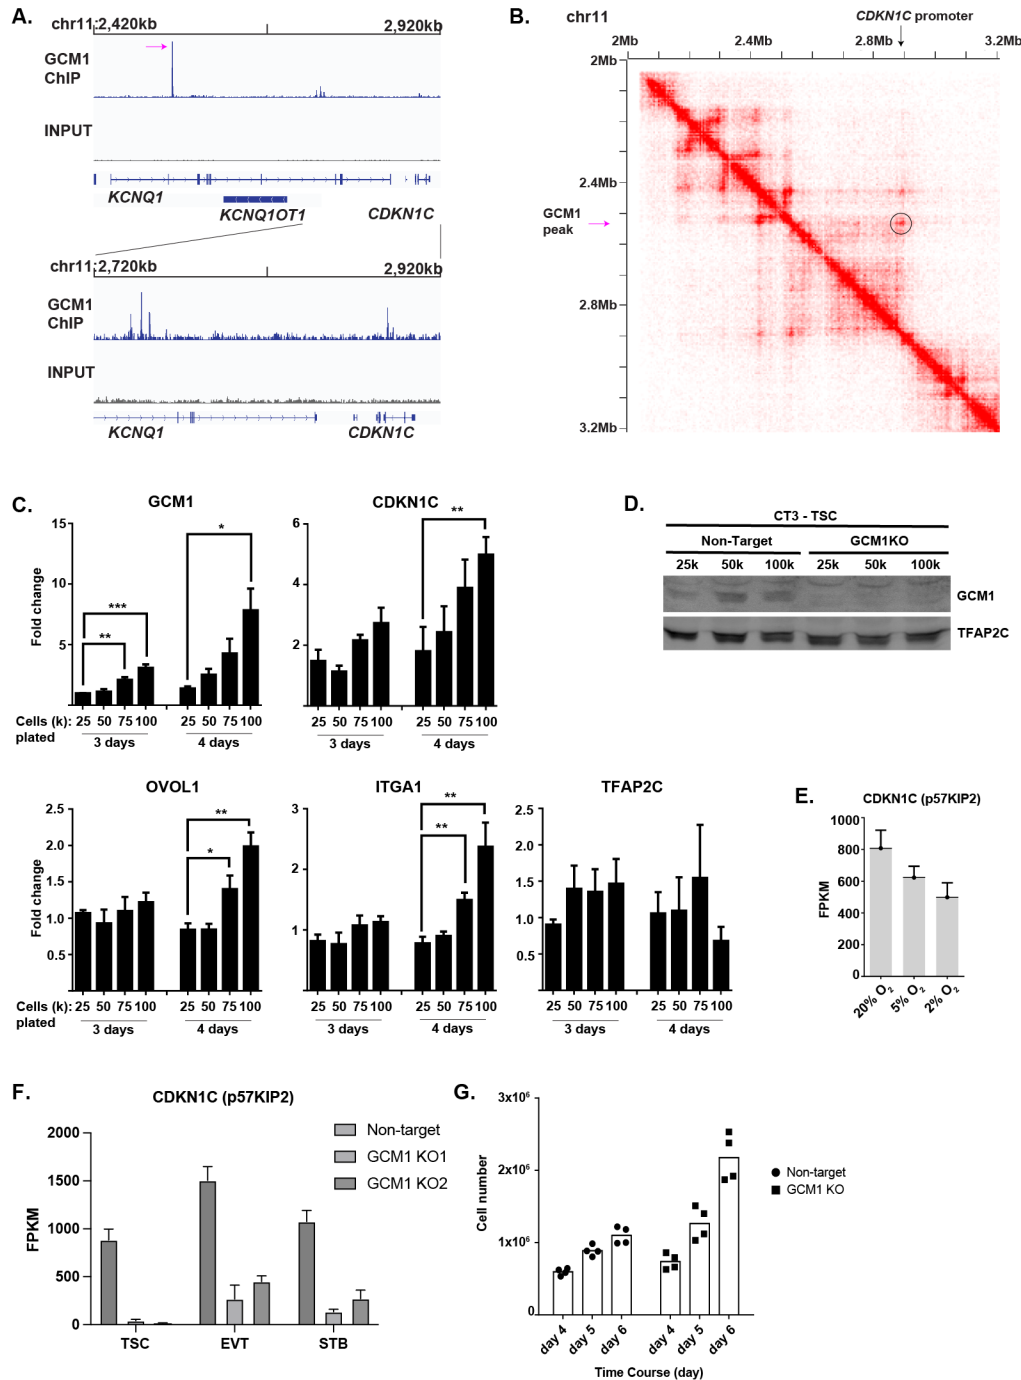 A.
chr11:2,420kb 2,920kb
GCM1
ChIP
INPUT
KCNQ1
KCNQ1OT1
CDKN1C
chr11:2,720kb 2,920kb
GCM1
ChIP
INPUT
KCNQ1
CDKN1C
B.
chr11
CDKN1C promoter
2Mb 2.4Mb 2.8Mb 3.2Mb
2Mb
2.4Mb
GCM1
peak
2.8Mb
3.2Mb
C.
GCM1
Fold change
15
10
5
***
**
*
Cells (k):
plated
25 50 75 100 25 50 75 100
3 days 4 days
CDKN1C
6
4
2
**
25 50 75 100 25 50 75 100
3 days 4 days
OVOL1
Fold change
2.5
2.0
1.5
1.0
0.5
**
*
Cells (k):
plated
25 50 75 100 25 50 75 100
3 days 4 days
ITGA1
3
2
1
**
**
25 50 75 100 25 50 75 100
3 days 4 days
TFAP2C
2.5
2.0
1.5
1.0
0.5
25 50 75 100 25 50 75 100
3 days 4 days
D.
CT3 - TSC
Non-Target GCM1KO
25k 50k 100k 25k 50k 100k
GCM1
TFAP2C
E.
CDKN1C (p57KIP2)
FPKM
1000
800
600
400
200
0
20% O2 5% O2 2% O2
F.
CDKN1C (p57KIP2)
FPKM
2000
1500
1000
500
0
Non-target
GCM1 KO1
GCM1 KO2
TSC EVT STB
G.
Cell number
3x10⁶
2x10⁶
1x10⁶
0
Non-target
GCM1 KO
day 4 day 5 day 6 day 4 day 5 day 6
Time Course (day)